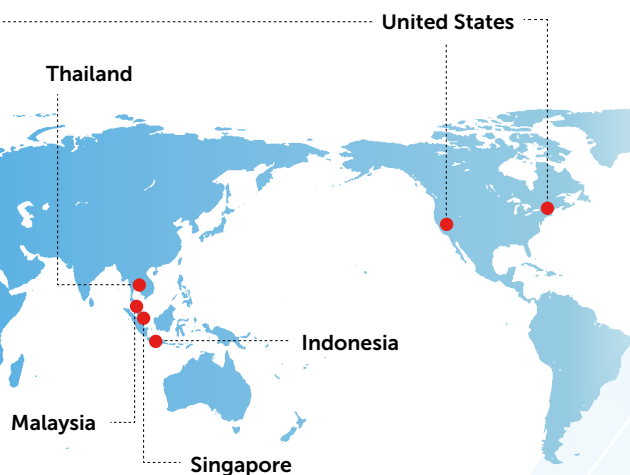 United States
Thailand
Indonesia
Malaysia
Singapore